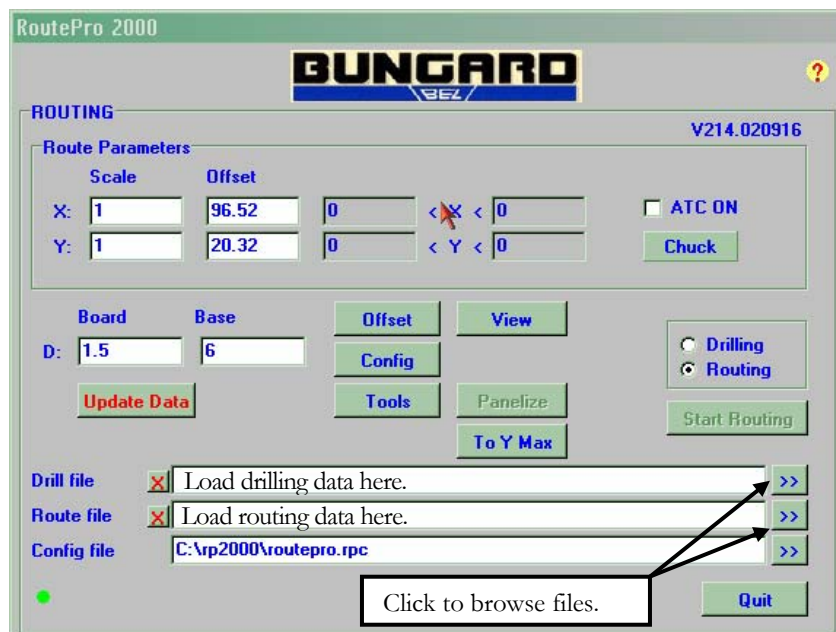 RoutePro 2000
BUNGARD
BEL
?
ROUTING
V214.020916
Route Parameters
Scale Offset
X: 1 96.52 0 < X < 0 ATC ON
Y: 1 20.32 0 < Y < 0 Chuck
Board Base Offset View
D: 1.5 6 Config Drilling
Routing
Update Data Tools Panelize Start Routing
To Y Max
Drill file X Load drilling data here. >>
Route file X Load routing data here. >>
Config file C:\rp2000\routepro.rpc >>
Click to browse files. Quit